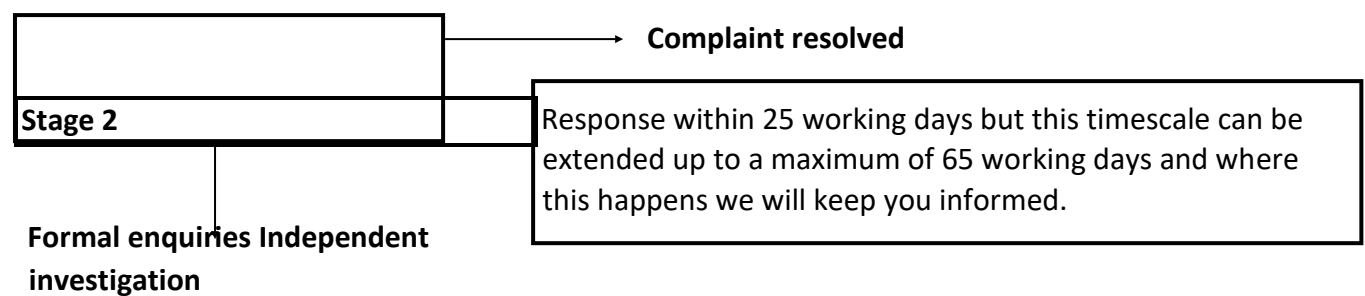 Complaint resolved
Stage 2
Response within 25 working days but this timescale can be
extended up to a maximum of 65 working days and where
this happens we will keep you informed.
Formal enquiries Independent
investigation